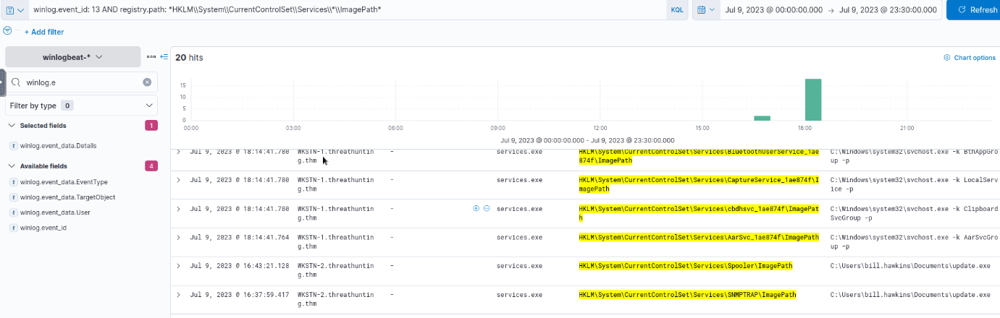 winlog.event_id: 13 AND registry.path: *HKLM\\System\\CurrentControlSet\\Services\\*\\ImagePath*
KQL
Jul 9, 2023 @ 00:00:00.000 → Jul 9, 2023 @ 23:30:00.000
Refresh
+ Add filter
winlogbeat-*
winlog.e
Filter by type 0
Selected fields 1
t winlog.event_data.Details
Available fields 4
t winlog.event_data.EventType
t winlog.event_data.TargetObject
t winlog.event_data.User
t winlog.event_id
20 hits
Chart options
15
10
5
0
00:00 03:00 06:00 09:00 12:00 15:00 18:00 21:00
Jul 9, 2023 @ 00:00:00.000 - Jul 9, 2023 @ 23:30:00.000
Jul 9, 2023 @ 18:14:41.780 WKSTN-1.threathuntin - services.exe HKLM\System\CurrentControlSet\Services\BluetoothUserService_1ae C:\Windows\system32\svchost.exe -k BthAppGro
g.thm 874f\ImagePath up -p
Jul 9, 2023 @ 18:14:41.780 WKSTN-1.threathuntin - services.exe HKLM\System\CurrentControlSet\Services\CaptureService_1ae874f\I C:\Windows\system32\svchost.exe -k LocalServ
g.thm magePath ice -p
Jul 9, 2023 @ 18:14:41.780 WKSTN-1.threathuntin - services.exe HKLM\System\CurrentControlSet\Services\cbdhsvc_1ae874f\ImagePat C:\Windows\system32\svchost.exe -k Clipboard
g.thm h SvcGroup -p
Jul 9, 2023 @ 18:14:41.764 WKSTN-1.threathuntin - services.exe HKLM\System\CurrentControlSet\Services\AarSvc_1ae874f\ImagePath C:\Windows\system32\svchost.exe -k AarSvcGro
g.thm up -p
Jul 9, 2023 @ 16:43:21.128 WKSTN-2.threathuntin - services.exe HKLM\System\CurrentControlSet\Services\Spooler\ImagePath C:\Users\bill.hawkins\Documents\update.exe
g.thm
Jul 9, 2023 @ 16:37:59.417 WKSTN-2.threathuntin - services.exe HKLM\System\CurrentControlSet\Services\SNMPTRAP\ImagePath C:\Users\bill.hawkins\Documents\update.exe
g.thm